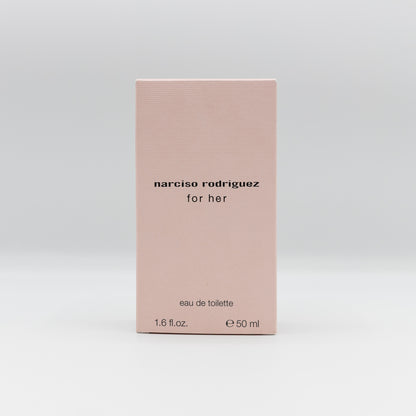 narciso rodriguez
for her
eau de toilette
1.6 fl.oz. ℮ 50 ml